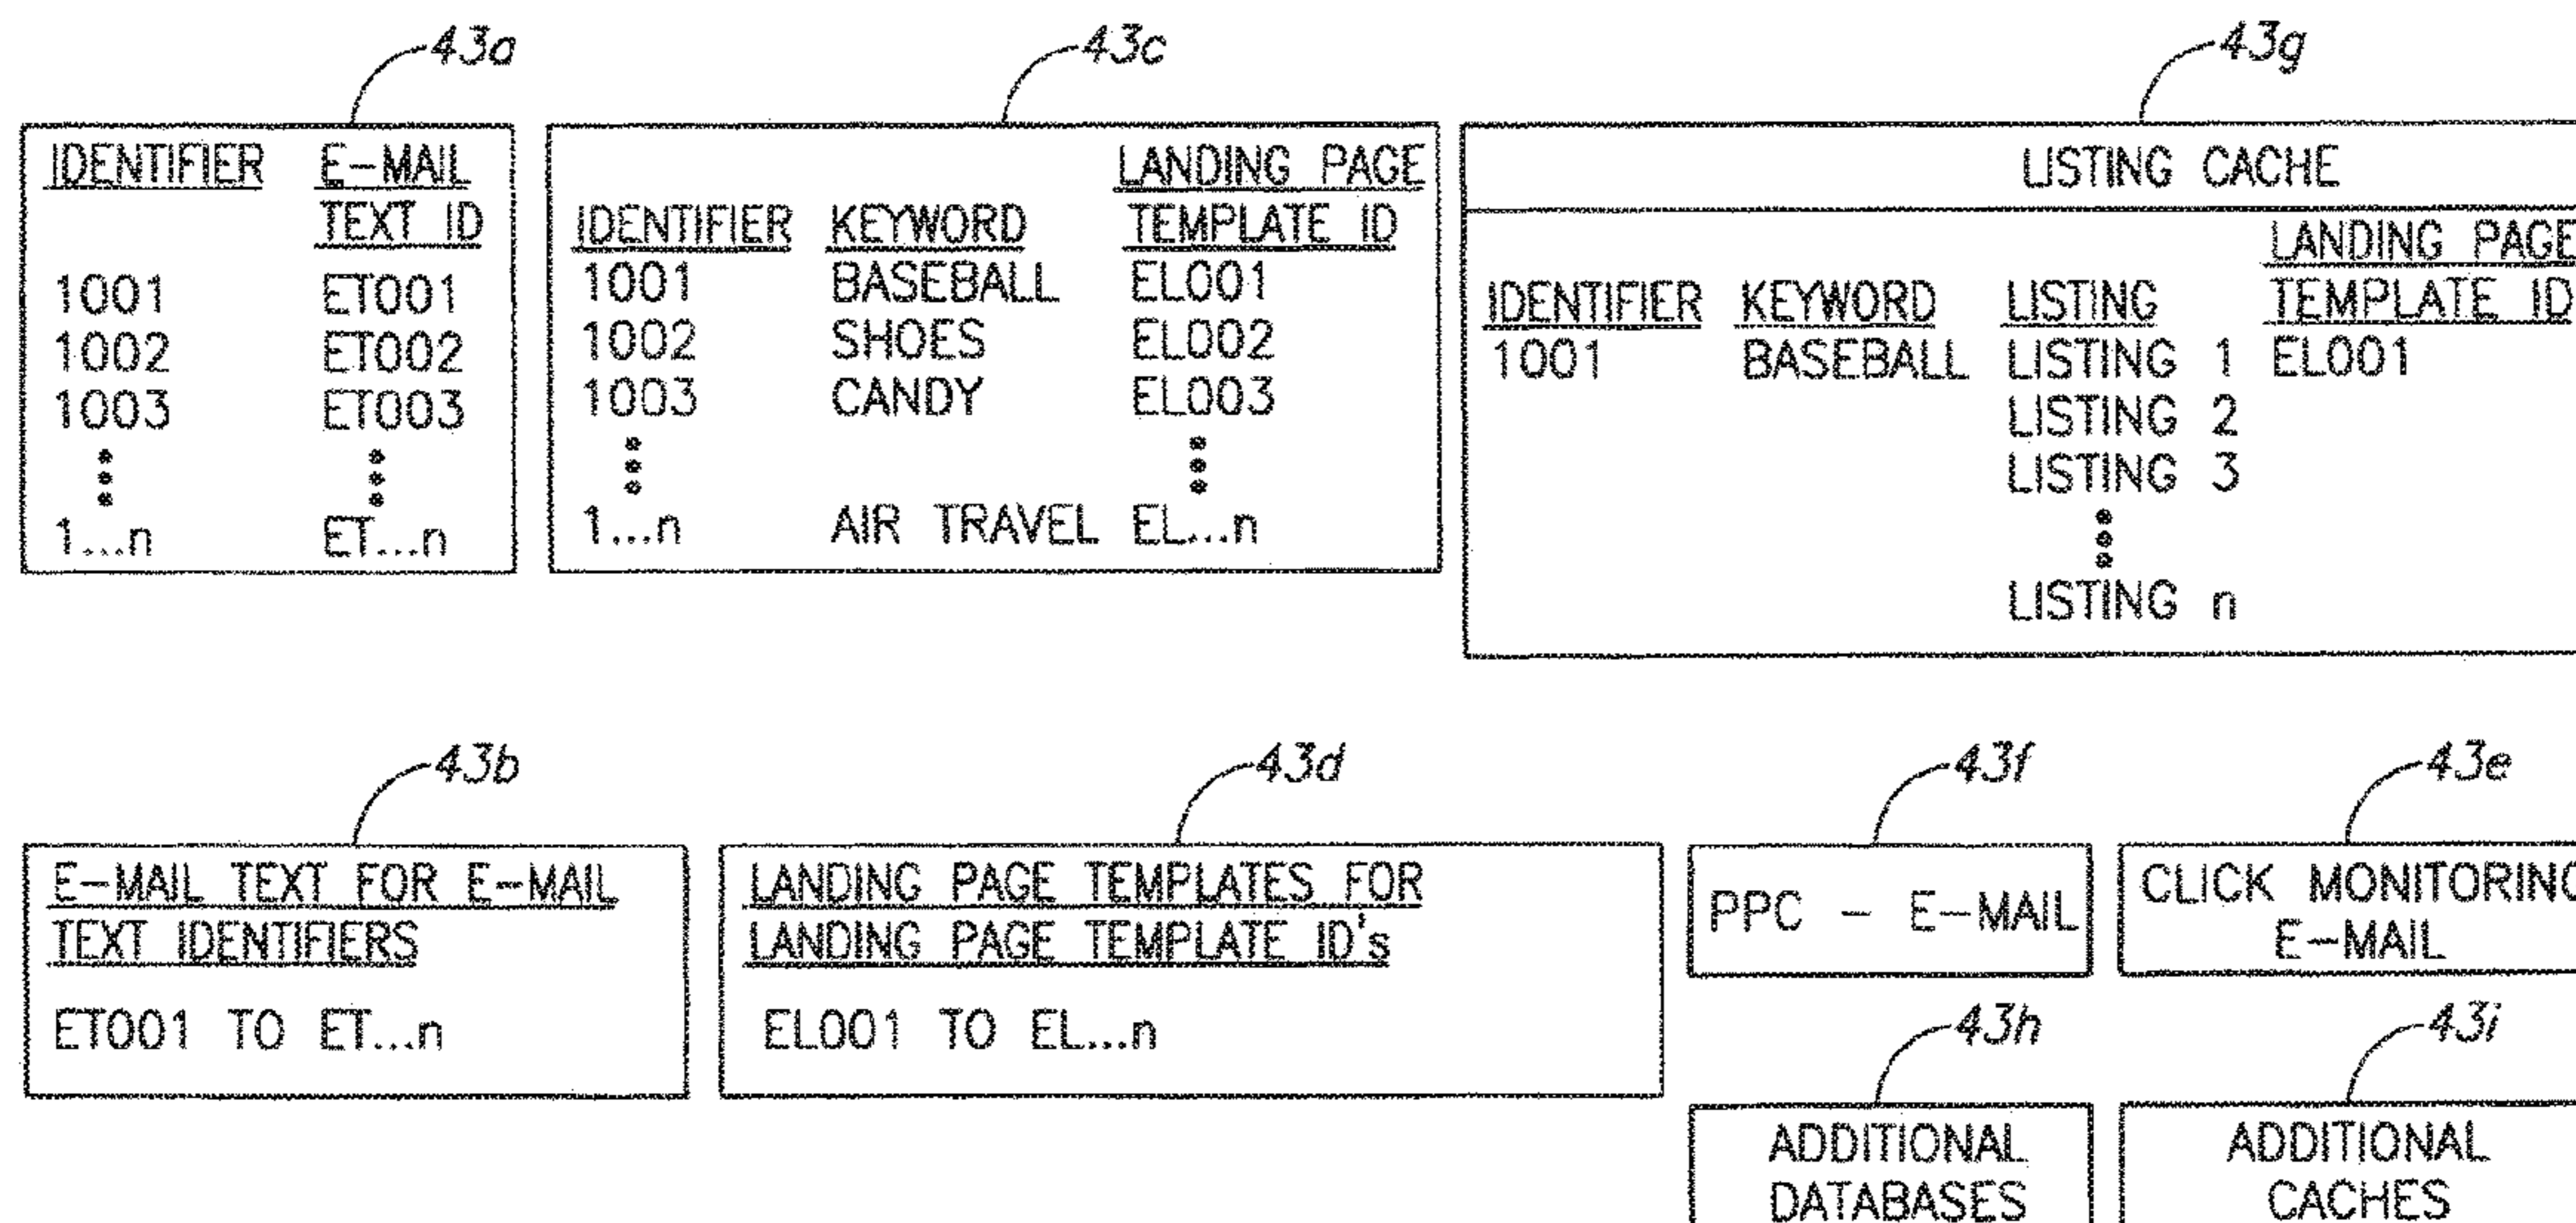 43a
IDENTIFIER E-MAIL
TEXT ID
1001 ET001
1002 ET002
1003 ET003
1...n ET...n
43c
LANDING PAGE
IDENTIFIER KEYWORD TEMPLATE ID
1001 BASEBALL EL001
1002 SHOES EL002
1003 CANDY EL003
1...n AIR TRAVEL EL...n
43g
LISTING CACHE
LANDING PAGE
IDENTIFIER KEYWORD LISTING TEMPLATE ID
1001 BASEBALL LISTING 1 EL001
LISTING 2
LISTING 3
LISTING n
43b
E-MAIL TEXT FOR E-MAIL
TEXT IDENTIFIERS
ET001 TO ET...n
43d
LANDING PAGE TEMPLATES FOR
LANDING PAGE TEMPLATE ID's
EL001 TO EL...n
43f
PPC - E-MAIL
43e
CLICK MONITORING
E-MAIL
43h
ADDITIONAL
DATABASES
43i
ADDITIONAL
CACHES